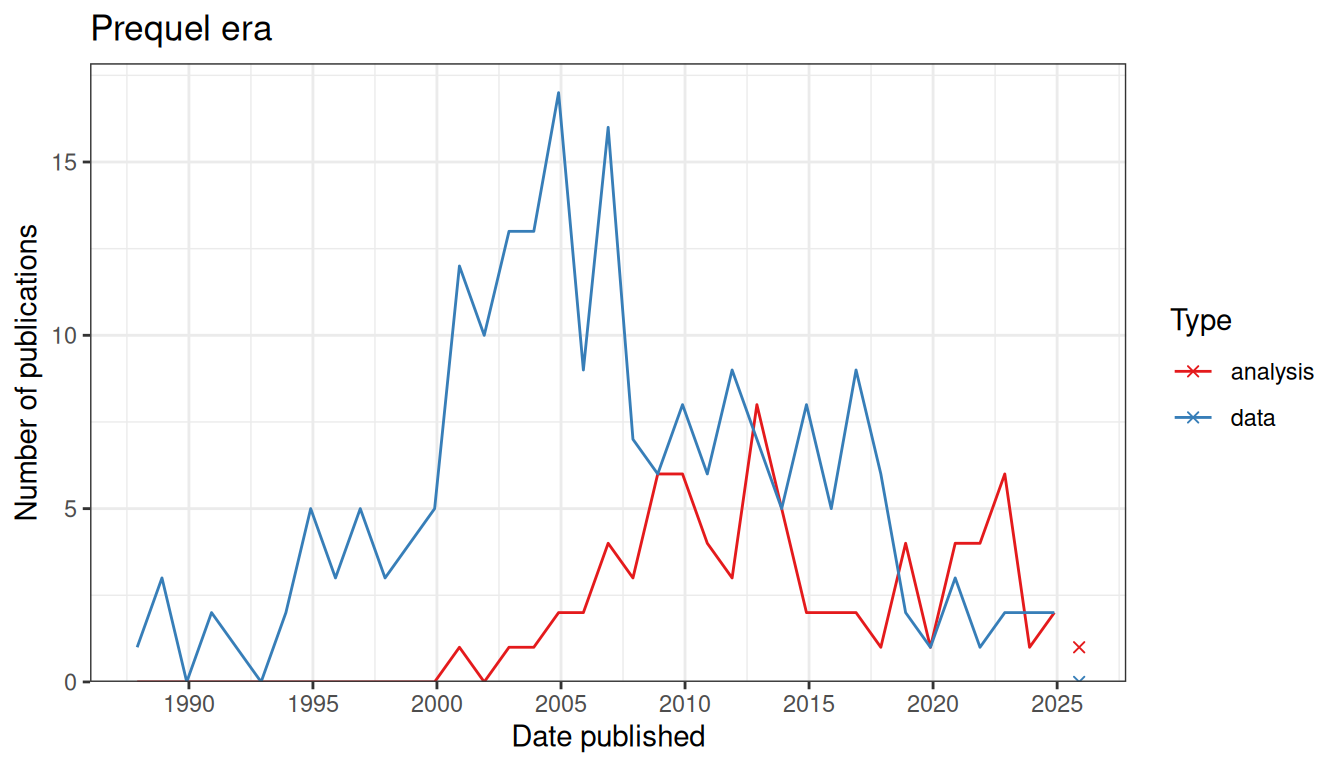 Prequel era
Number of publications
15
10
5
0
1990 1995 2000 2005 2010 2015 2020 2025
Date published
Type
analysis
data